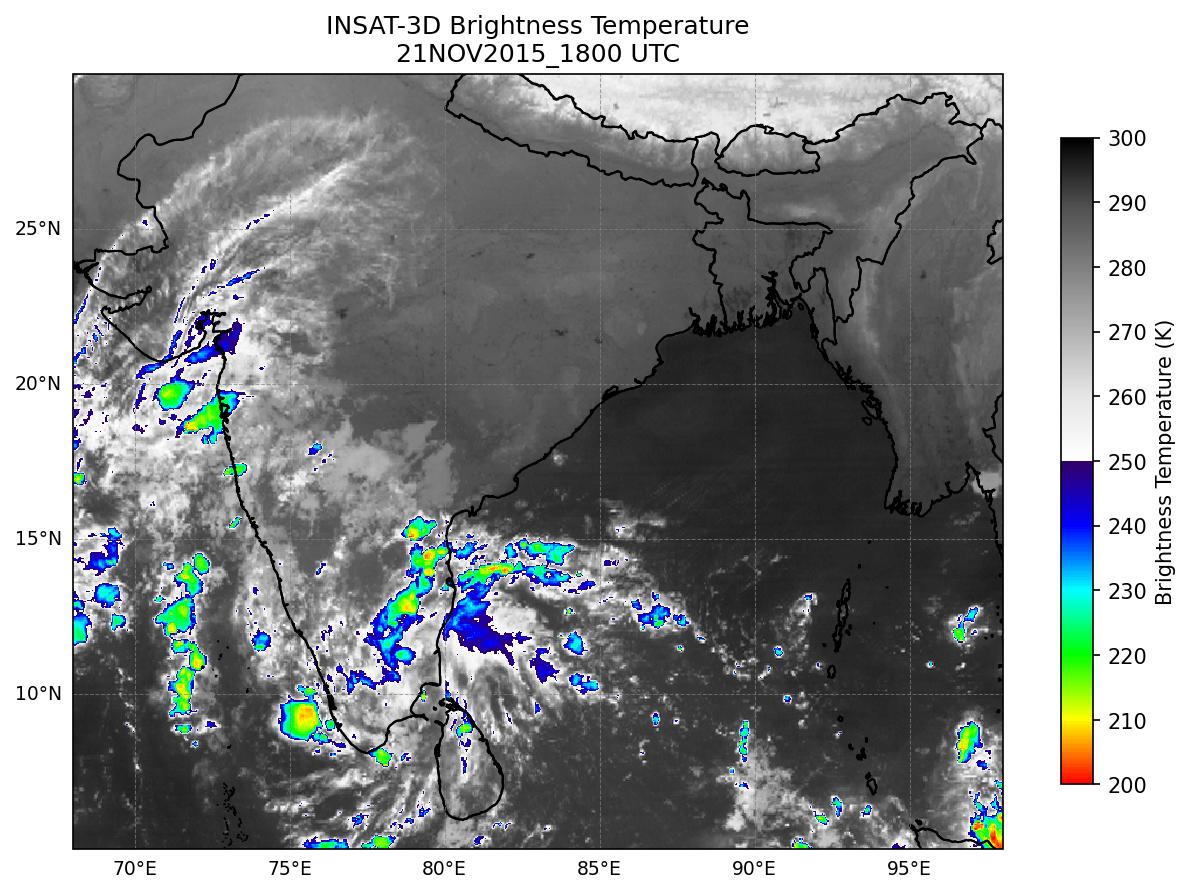 INSAT-3D Brightness Temperature
21NOV2015_1800 UTC
25°N
20°N
15°N
10°N
70°E
75°E
80°E
85°E
90°E
95°E
300
290
280
270
260
250
240
230
220
210
200
Brightness Temperature (K)